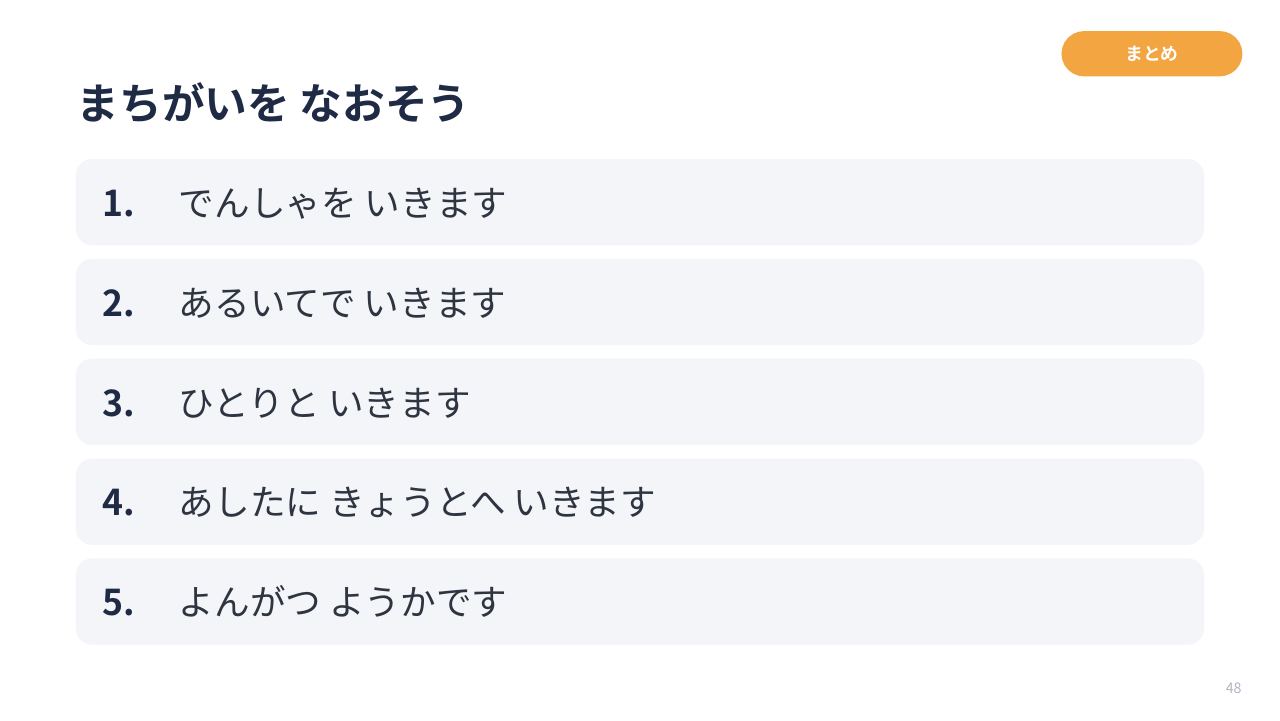 まとめ
まちがいを なおそう
1. でんしゃを いきます
2. あるいてで いきます
3. ひとりと いきます
4. あしたに きょうとへ いきます
5. よんがつ ようかです
48